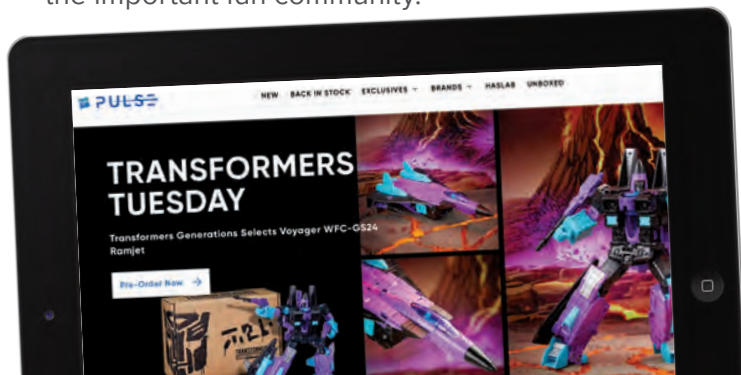 the important fan community.
PULSE
NEW BACK IN STOCK EXCLUSIVES BRANDS HASLAB UNBOXED
TRANSFORMERS
TUESDAY
Transformers Generations Selects Voyager WFC-GS24
Ramjet
Pre-Order Now